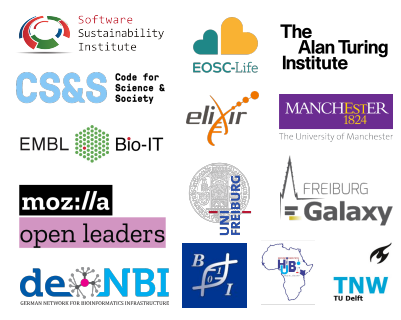 Software
Sustainability
Institute
EOSC-Life
The
Alan Turing
Institute
CS&S
Code for
Science &
Society
elixir
MANCHESTER
1824
The University of Manchester
EMBL
Bio-IT
UNI
FREIBURG
FREIBURG
Galaxy
moz://a
open leaders
de.NBI
GERMAN NETWORK FOR BIOINFORMATICS INFRASTRUCTURE
B
I
TNW
TU Delft